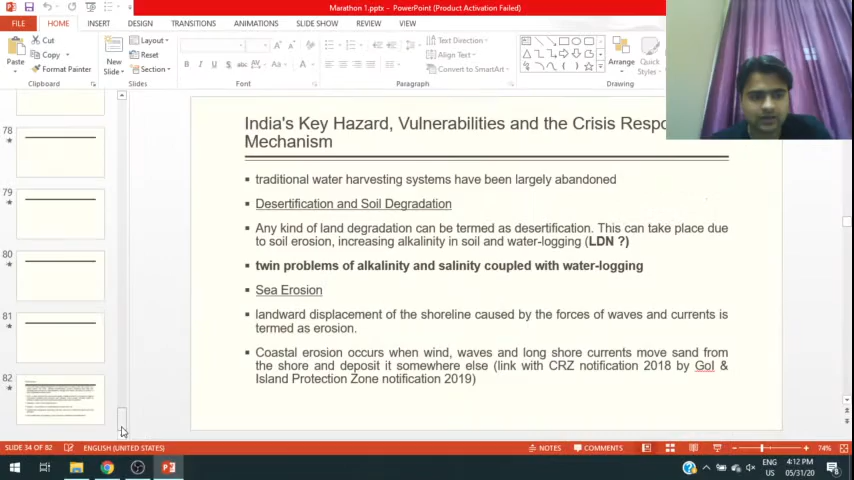 Marathon 1.pptx - PowerPoint (Product Activation Failed)
FILE HOME INSERT DESIGN TRANSITIONS ANIMATIONS SLIDE SHOW REVIEW VIEW
Cut
Copy
Format Painter
Paste
Clipboard
New
Slide
Layout
Reset
Section
Slides
B I U S abc AV Aa A
Font
Paragraph
Text Direction
Align Text
Convert to SmartArt
Arrange
Quick
Styles
Drawing
78
79
80
81
82
India's Key Hazard, Vulnerabilities and the Crisis Respo
Mechanism
traditional water harvesting systems have been largely abandoned
Desertification and Soil Degradation
Any kind of land degradation can be termed as desertification. This can take place due
to soil erosion, increasing alkalinity in soil and water-logging (LDN ?)
twin problems of alkalinity and salinity coupled with water-logging
Sea Erosion
landward displacement of the shoreline caused by the forces of waves and currents is
termed as erosion.
Coastal erosion occurs when wind, waves and long shore currents move sand from
the shore and deposit it somewhere else (link with CRZ notification 2018 by GoI &
Island Protection Zone notification 2019)
SLIDE 34 OF 82 ENGLISH (UNITED STATES) NOTES COMMENTS 74%
ENG
US
4:12 PM
05/31/20